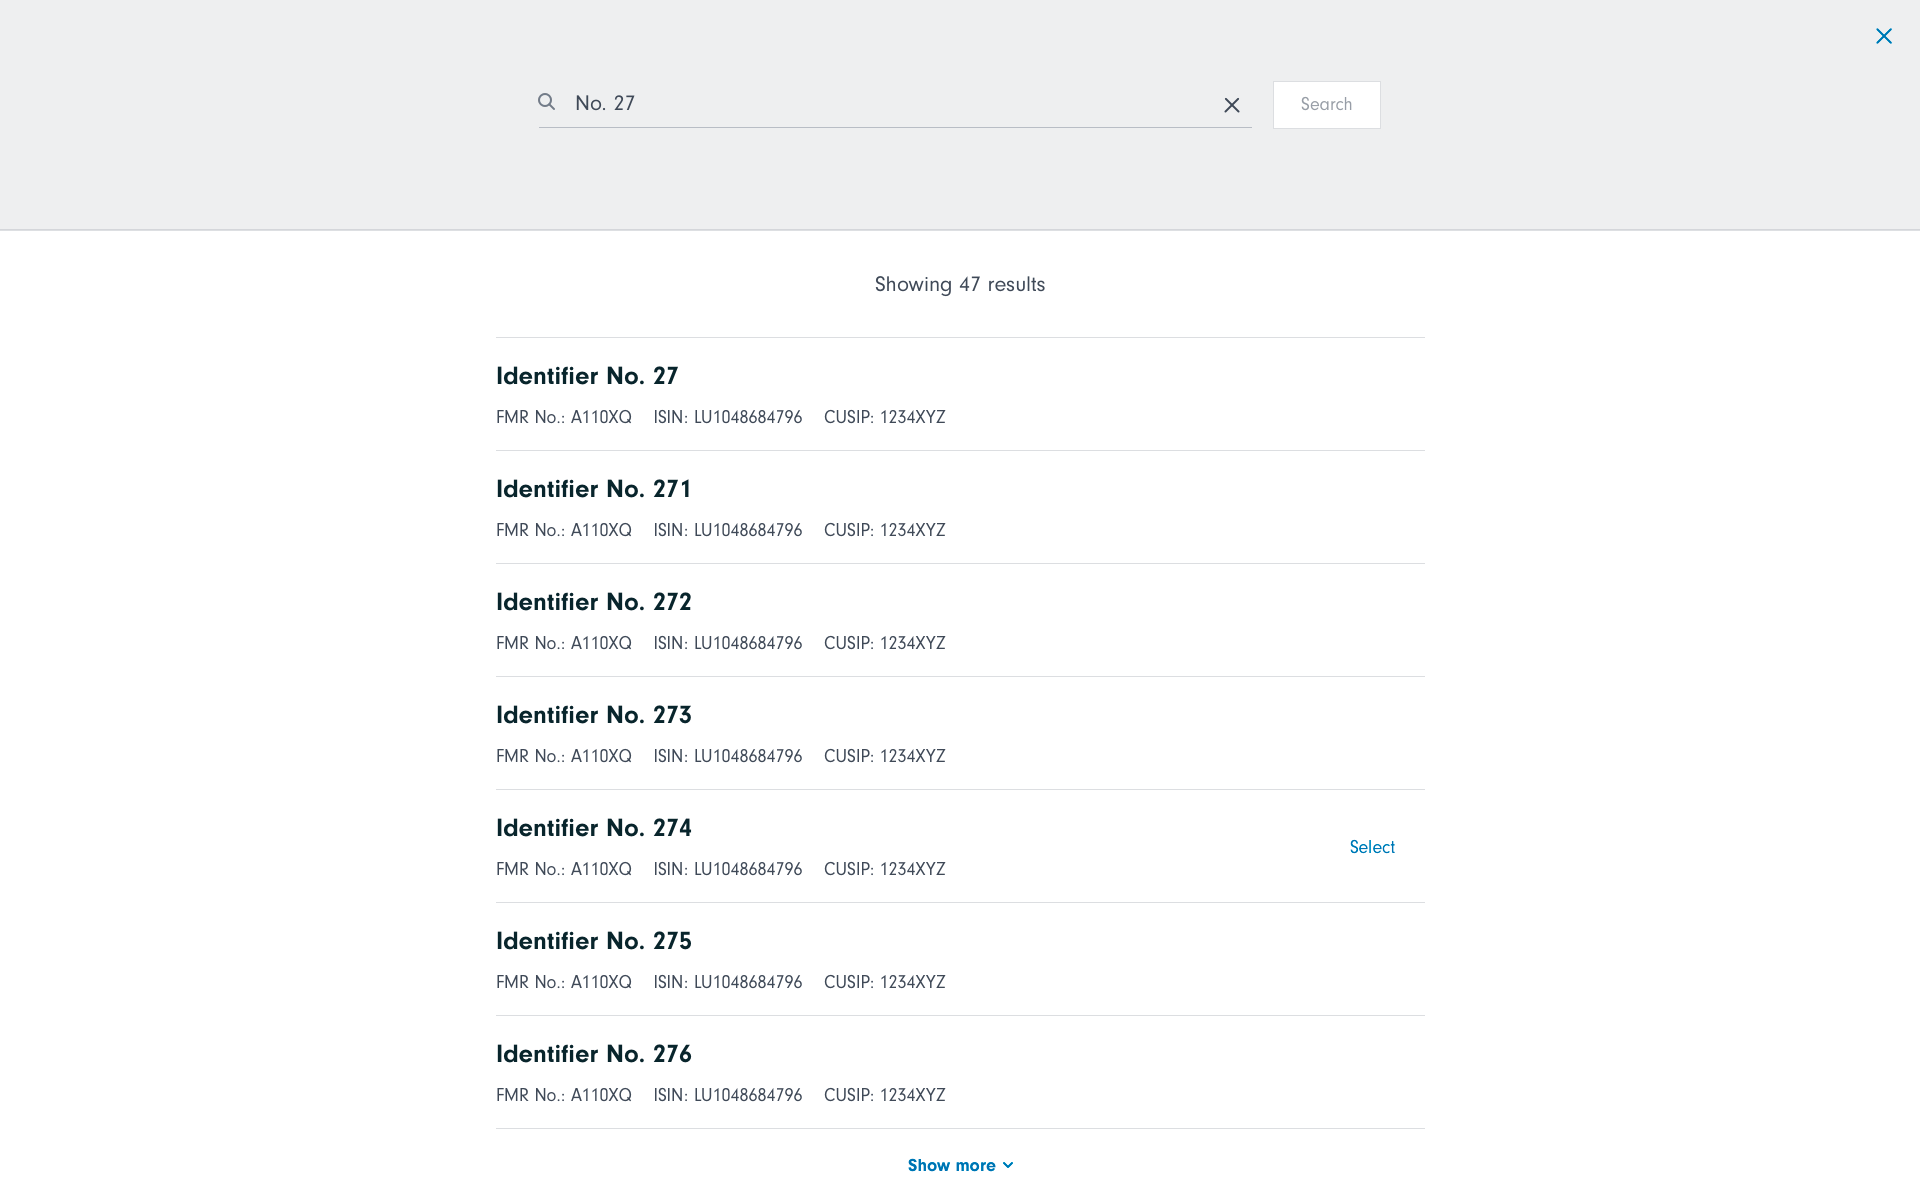 No. 27
Search
Showing 47 results
Identifier No. 27
FMR No.: A110XQ ISIN: LU1048684796 CUSIP: 1234XYZ
Identifier No. 271
FMR No.: A110XQ ISIN: LU1048684796 CUSIP: 1234XYZ
Identifier No. 272
FMR No.: A110XQ ISIN: LU1048684796 CUSIP: 1234XYZ
Identifier No. 273
FMR No.: A110XQ ISIN: LU1048684796 CUSIP: 1234XYZ
Identifier No. 274
Select
FMR No.: A110XQ ISIN: LU1048684796 CUSIP: 1234XYZ
Identifier No. 275
FMR No.: A110XQ ISIN: LU1048684796 CUSIP: 1234XYZ
Identifier No. 276
FMR No.: A110XQ ISIN: LU1048684796 CUSIP: 1234XYZ
Show more